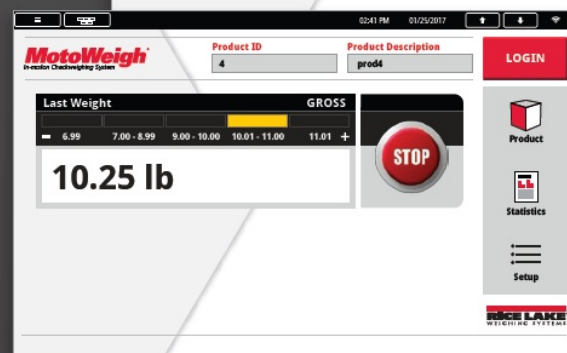 02:41 PM 01/25/2017
MotoWeigh
In-motion Checkweighing System
Product ID
4
Product Description
prod4
LOGIN
Last Weight GROSS
- 6.99 7.00 - 8.99 9.00 - 10.00 10.01 - 11.00 11.01 +
10.25 lb
STOP
Product
Statistics
Setup
RICE LAKE
WEIGHING SYSTEMS